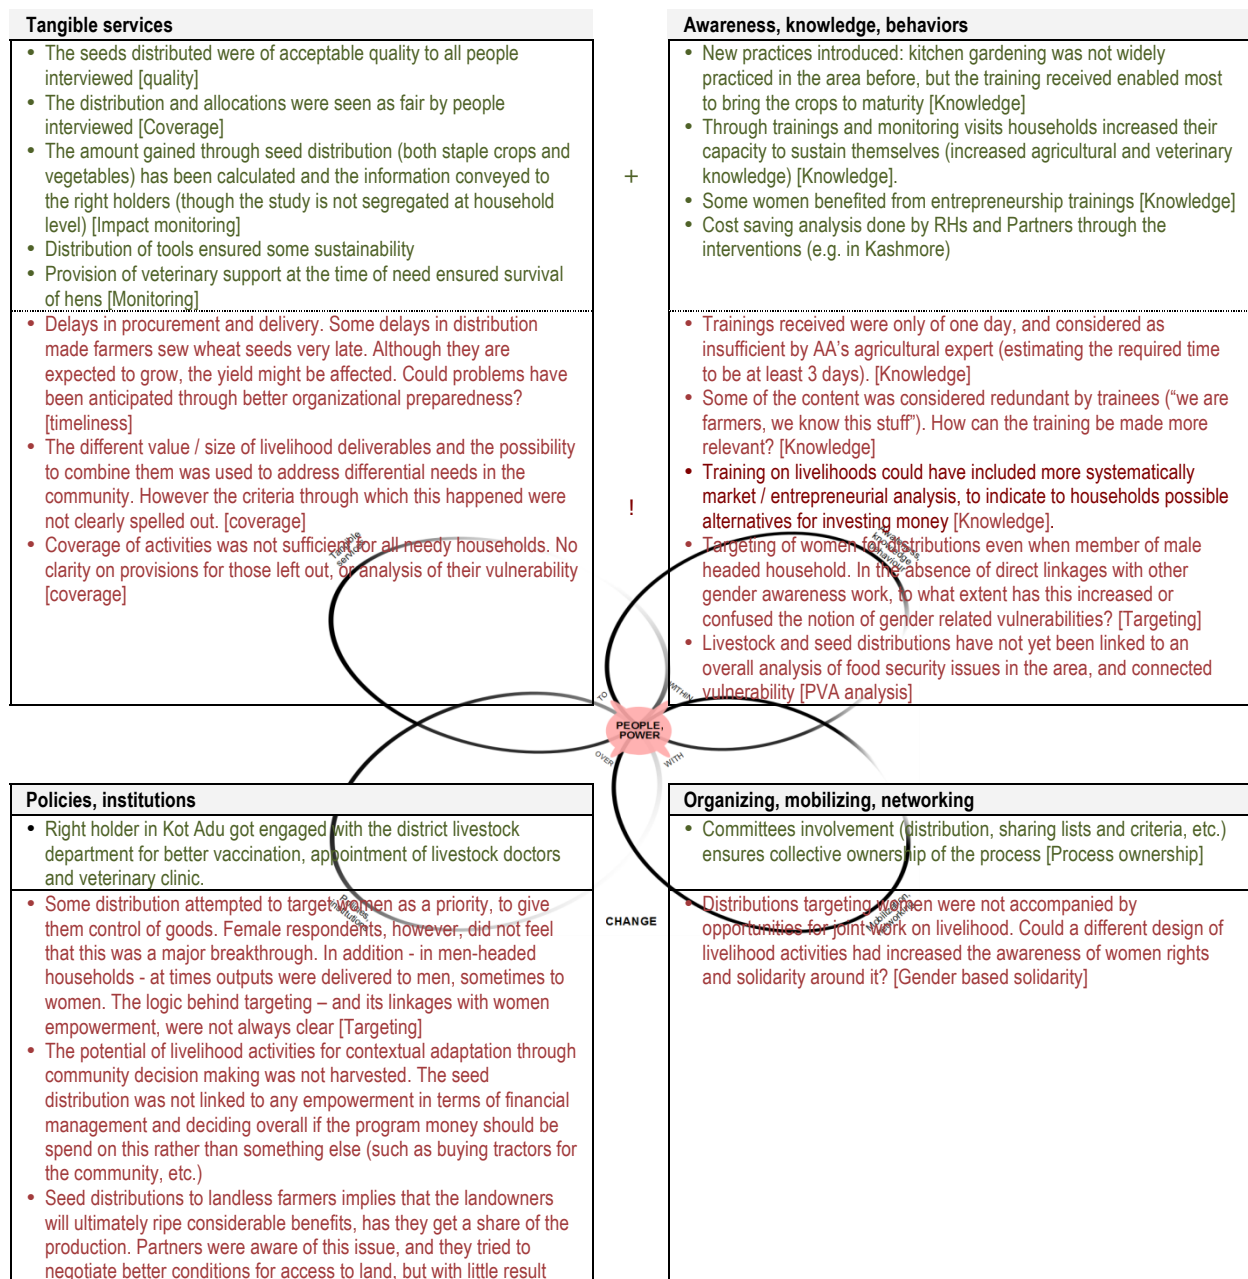 Tangible services
• The seeds distributed were of acceptable quality to all people
interviewed [quality]
• The distribution and allocations were seen as fair by people
interviewed [Coverage]
• The amount gained through seed distribution (both staple crops and
vegetables) has been calculated and the information conveyed to
the right holders (though the study is not segregated at household
level) [Impact monitoring]
• Distribution of tools ensured some sustainability
• Provision of veterinary support at the time of need ensured survival
of hens [Monitoring]
+
Awareness, knowledge, behaviors
• New practices introduced: kitchen gardening was not widely
practiced in the area before, but the training received enabled most
to bring the crops to maturity [Knowledge]
• Through trainings and monitoring visits households increased their
capacity to sustain themselves (increased agricultural and veterinary
knowledge) [Knowledge].
• Some women benefited from entrepreneurship trainings [Knowledge]
• Cost saving analysis done by RHs and Partners through the
interventions (e.g. in Kashmore)
• Delays in procurement and delivery. Some delays in distribution
made farmers sew wheat seeds very late. Although they are
expected to grow, the yield might be affected. Could problems have
been anticipated through better organizational preparedness?
[timeliness]
• The different value / size of livelihood deliverables and the possibility
to combine them was used to address differential needs in the
community. However the criteria through which this happened were
not clearly spelled out. [coverage]
• Coverage of activities was not sufficient for all needy households. No
clarity on provisions for those left out, or analysis of their vulnerability
[coverage]
!
• Trainings received were only of one day, and considered as
insufficient by AA's agricultural expert (estimating the required time
to be at least 3 days). [Knowledge]
• Some of the content was considered redundant by trainees (“we are
farmers, we know this stuff”). How can the training be made more
relevant? [Knowledge]
• Training on livelihoods could have included more systematically
market / entrepreneurial analysis, to indicate to households possible
alternatives for investing money [Knowledge].
• Targeting of women for distributions even when member of male
headed household. In the absence of direct linkages with other
gender awareness work, to what extent has this increased or
confused the notion of gender related vulnerabilities? [Targeting]
• Livestock and seed distributions have not yet been linked to an
overall analysis of food security issues in the area, and connected
vulnerability [PVA analysis]
Tangible
services
Awareness,
knowledge,
behaviour
TO
WITHIN
PEOPLE,
POWER
OVER
WITH
Policies, institutions
• Right holder in Kot Adu got engaged with the district livestock
department for better vaccination, appointment of livestock doctors
and veterinary clinic.
• Some distribution attempted to target women as a priority, to give
them control of goods. Female respondents, however, did not feel
that this was a major breakthrough. In addition - in men-headed
households - at times outputs were delivered to men, sometimes to
women. The logic behind targeting – and its linkages with women
empowerment, were not always clear [Targeting]
• The potential of livelihood activities for contextual adaptation through
community decision making was not harvested. The seed
distribution was not linked to any empowerment in terms of financial
management and deciding overall if the program money should be
spend on this rather than something else (such as buying tractors for
the community, etc.)
• Seed distributions to landless farmers implies that the landowners
will ultimately ripe considerable benefits, has they get a share of the
production. Partners were aware of this issue, and they tried to
negotiate better conditions for access to land, but with little result
Policies,
institutions
CHANGE
Organizing, mobilizing, networking
• Committees involvement (distribution, sharing lists and criteria, etc.)
ensures collective ownership of the process [Process ownership]
• Distributions targeting women were not accompanied by
opportunities for joint work on livelihood. Could a different design of
livelihood activities had increased the awareness of women rights
and solidarity around it? [Gender based solidarity]
Mobilization,
networking